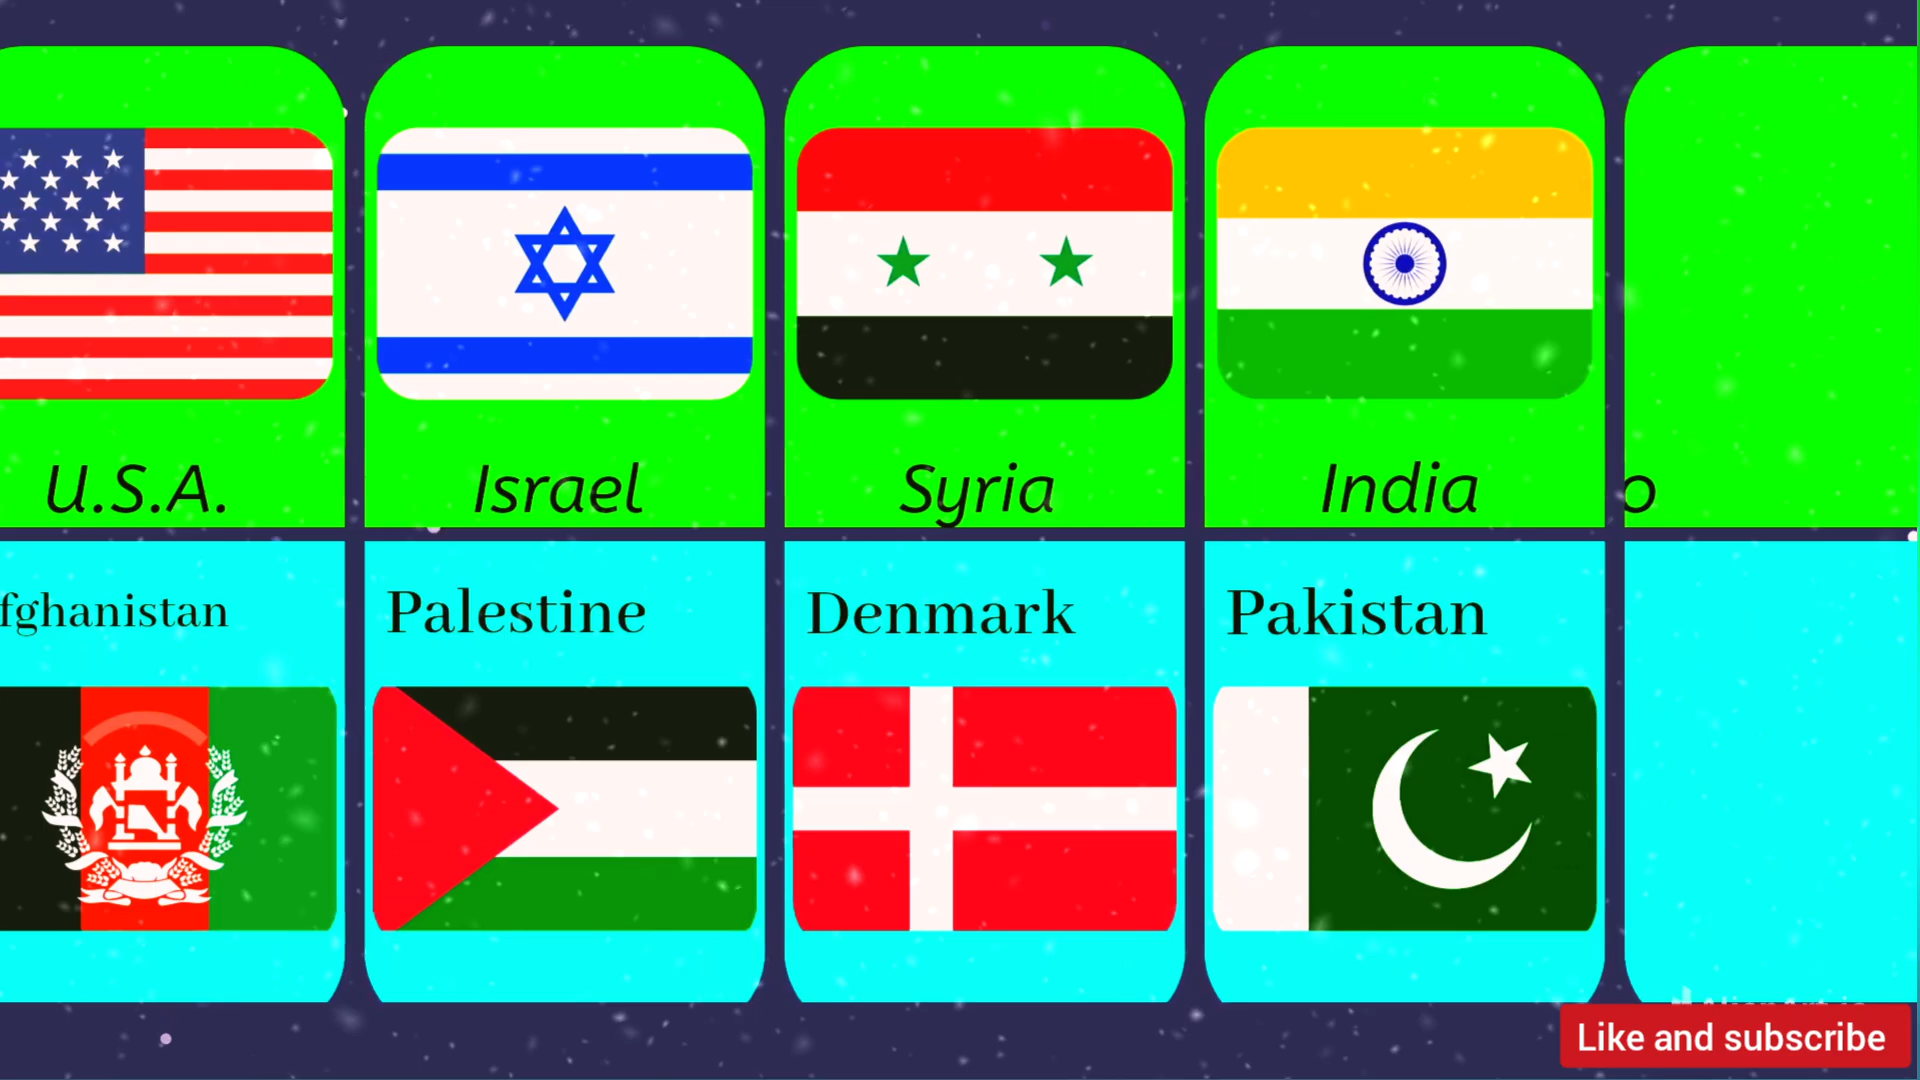 U.S.A.
Israel
Syria
India
o
fghanistan
Palestine
Denmark
Pakistan
Like and subscribe